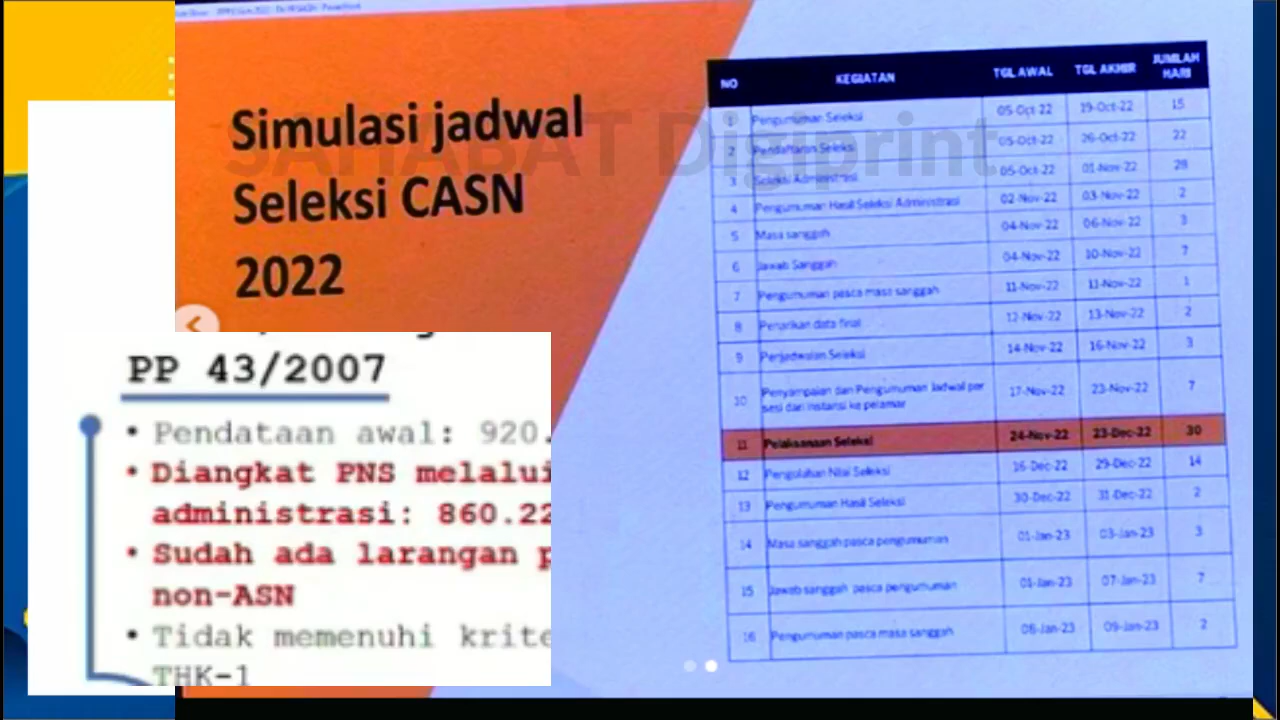 Simulasi jadwal
Seleksi CASN
2022
SAHABAT Digiprint
PP 43/2007
• Pendataan awal: 920.
• Diangkat PNS melalui
administrasi: 860.22
• Sudah ada larangan p
non-ASN
• Tidak memenuhi krite
THK-1
NO KEGIATAN TGL AWAL TGL AKHIR JUMLAH HARI
1 Pengumuman Seleksi 05-Oct-22 19-Oct-22 15
2 Pendaftaran Seleksi 05-Oct-22 26-Oct-22 22
3 Seleksi Administrasi 05-Oct-22 01-Nov-22 28
4 Pengumuman Hasil Seleksi Administrasi 02-Nov-22 03-Nov-22 2
5 Masa sanggah 04-Nov-22 06-Nov-22 3
6 Jawab Sanggah 04-Nov-22 10-Nov-22 7
7 Pengumuman pasca masa sanggah 11-Nov-22 11-Nov-22 1
8 Penarikan data final 12-Nov-22 13-Nov-22 2
9 Penjadwalan Seleksi 14-Nov-22 16-Nov-22 3
10 Penyampaian dan Pengumuman Jadwal per
sesi dari instansi ke pelamar 17-Nov-22 23-Nov-22 7
11 Pelaksanaan Seleksi 24-Nov-22 23-Dec-22 30
12 Pengolahan Nilai Seleksi 16-Dec-22 29-Dec-22 14
13 Pengumuman Hasil Seleksi 30-Dec-22 31-Dec-22 2
14 Masa sanggah pasca pengumuman 01-Jan-23 03-Jan-23 3
15 Jawab sanggah pasca pengumuman 01-Jan-23 07-Jan-23 7
16 Pengumuman pasca masa sanggah 08-Jan-23 09-Jan-23 2